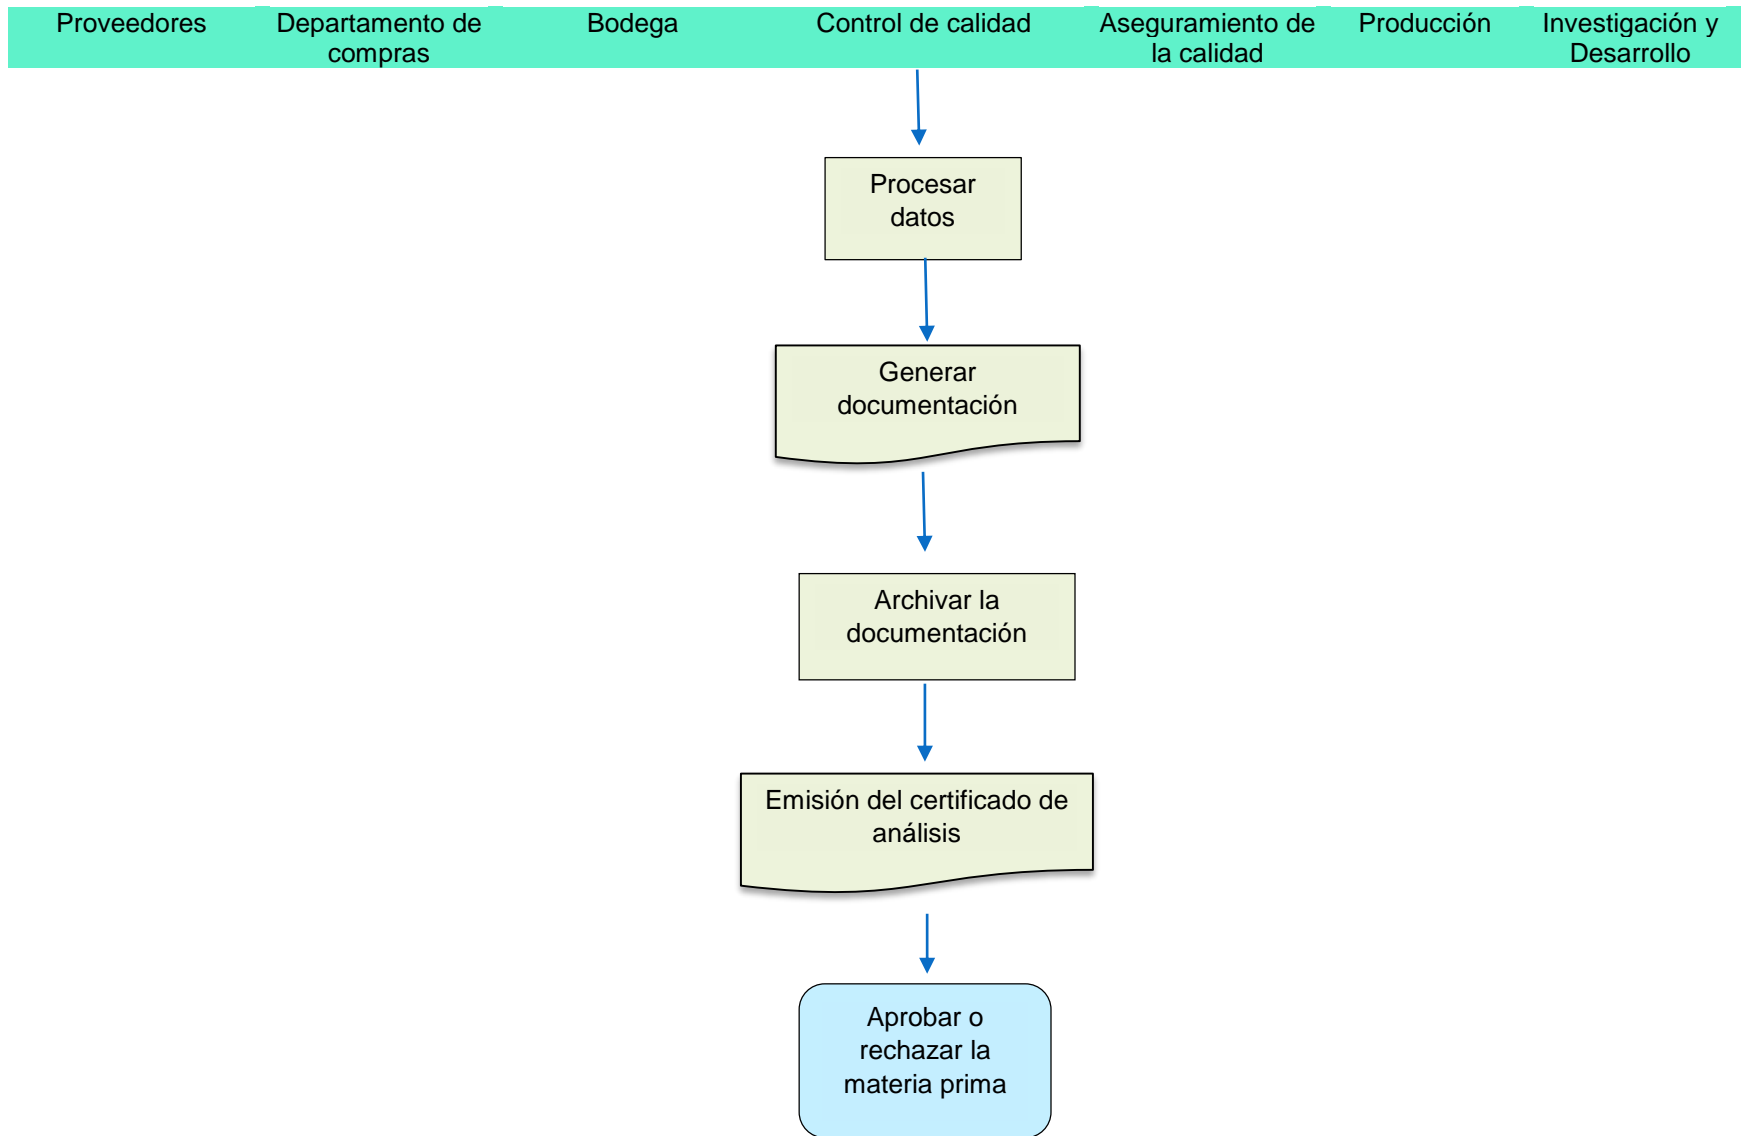 Proveedores
Departamento de
compras
Bodega
Control de calidad
Aseguramiento de
la calidad
Producción
Investigación y
Desarrollo
Procesar
datos
Generar
documentación
Archivar la
documentación
Emisión del certificado de
análisis
Aprobar o
rechazar la
materia prima